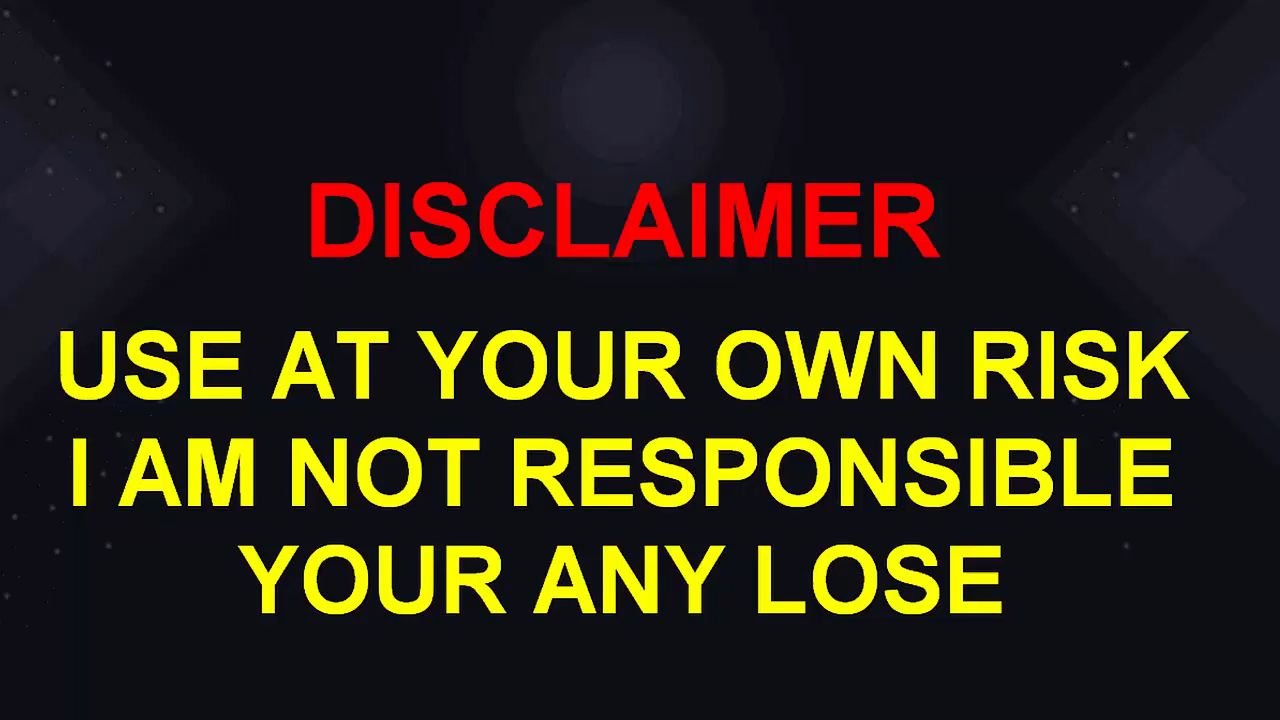 DISCLAIMER
USE AT YOUR OWN RISK
I AM NOT RESPONSIBLE
YOUR ANY LOSE